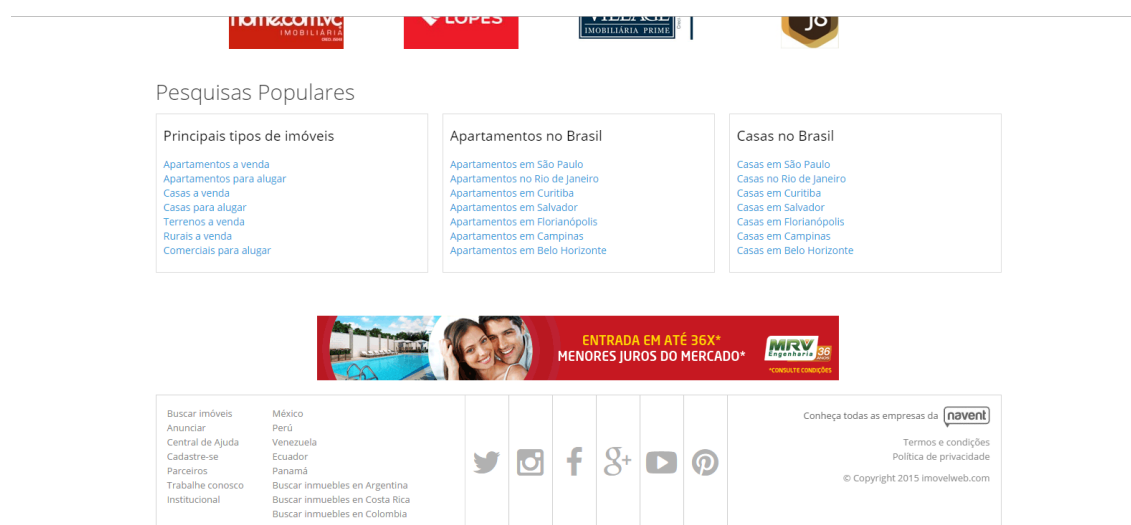 home.com.vc
IMOBILIÁRIA
LOPES
VILLAGE
IMOBILIÁRIA PRIME
J8
Pesquisas Populares
Principais tipos de imóveis
Apartamentos a venda
Apartamentos para alugar
Casas a venda
Casas para alugar
Terrenos a venda
Rurais a venda
Comerciais para alugar
Apartamentos no Brasil
Apartamentos em São Paulo
Apartamentos no Rio de Janeiro
Apartamentos em Curitiba
Apartamentos em Salvador
Apartamentos em Florianópolis
Apartamentos em Campinas
Apartamentos em Belo Horizonte
Casas no Brasil
Casas em São Paulo
Casas no Rio de Janeiro
Casas em Curitiba
Casas em Salvador
Casas em Florianópolis
Casas em Campinas
Casas em Belo Horizonte
ENTRADA EM ATÉ 36X*
MENORES JUROS DO MERCADO*
MRV
Engenharia
36
*CONSULTE CONDIÇÕES
Buscar imóveis
Anunciar
Central de Ajuda
Cadastre-se
Parceiros
Trabalhe conosco
Institucional
México
Perú
Venezuela
Ecuador
Panamá
Buscar inmuebles en Argentina
Buscar inmuebles en Costa Rica
Buscar inmuebles en Colombia
Conheça todas as empresas da navent
Termos e condições
Política de privacidade
© Copyright 2015 imovelweb.com